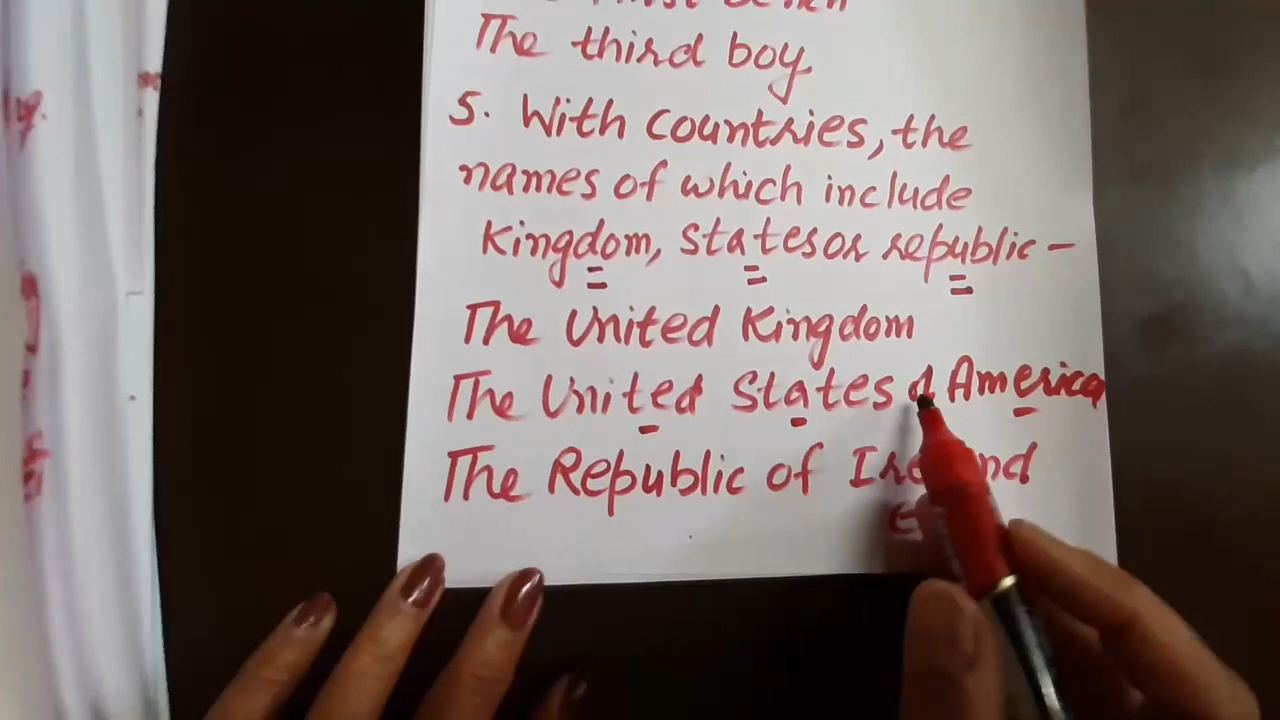 The third boy.
5. With countries, the
names of which include
Kingdom, states or republic –
The United Kingdom
The United States of America
The Republic of Ireland